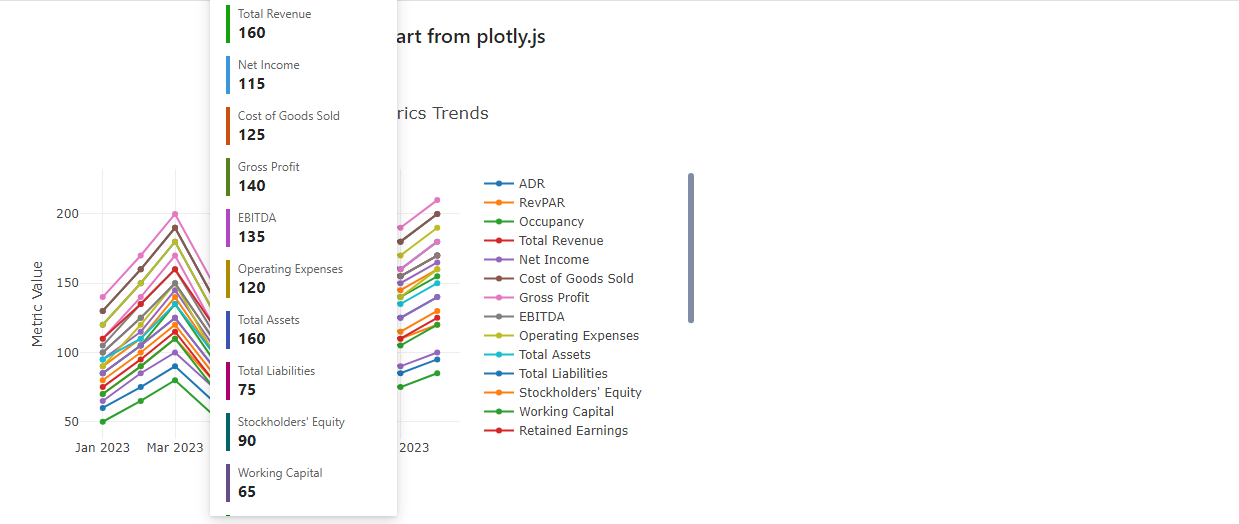 Total Revenue
160
art from plotly.js
Net Income
115
rics Trends
Cost of Goods Sold
125
Gross Profit
140
EBITDA
135
Operating Expenses
120
Total Assets
160
Total Liabilities
75
Stockholders' Equity
90
Working Capital
65
Metric Value
200
150
100
50
Jan 2023
Mar 2023
2023
ADR
RevPAR
Occupancy
Total Revenue
Net Income
Cost of Goods Sold
Gross Profit
EBITDA
Operating Expenses
Total Assets
Total Liabilities
Stockholders' Equity
Working Capital
Retained Earnings